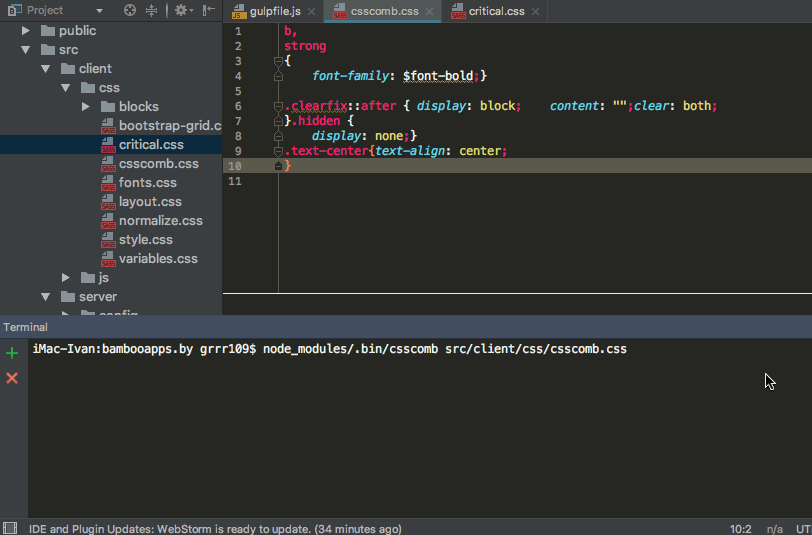 Project
gulpfile.js
csscomb.css
critical.css
public
src
client
css
blocks
bootstrap-grid.c
critical.css
csscomb.css
fonts.css
layout.css
normalize.css
style.css
variables.css
js
server
config
1 b,
2 strong
3 {
4 font-family: $font-bold;}
5
6 .clearfix::after { display: block;    content: "";clear: both;
7 }.hidden {
8 display: none;}
9 .text-center{text-align: center;
10 }
11
Terminal
iMac-Ivan:bambooapps.by grrr109$ node_modules/.bin/csscomb src/client/css/csscomb.css
IDE and Plugin Updates: WebStorm is ready to update. (34 minutes ago)
10:2 n/a UT